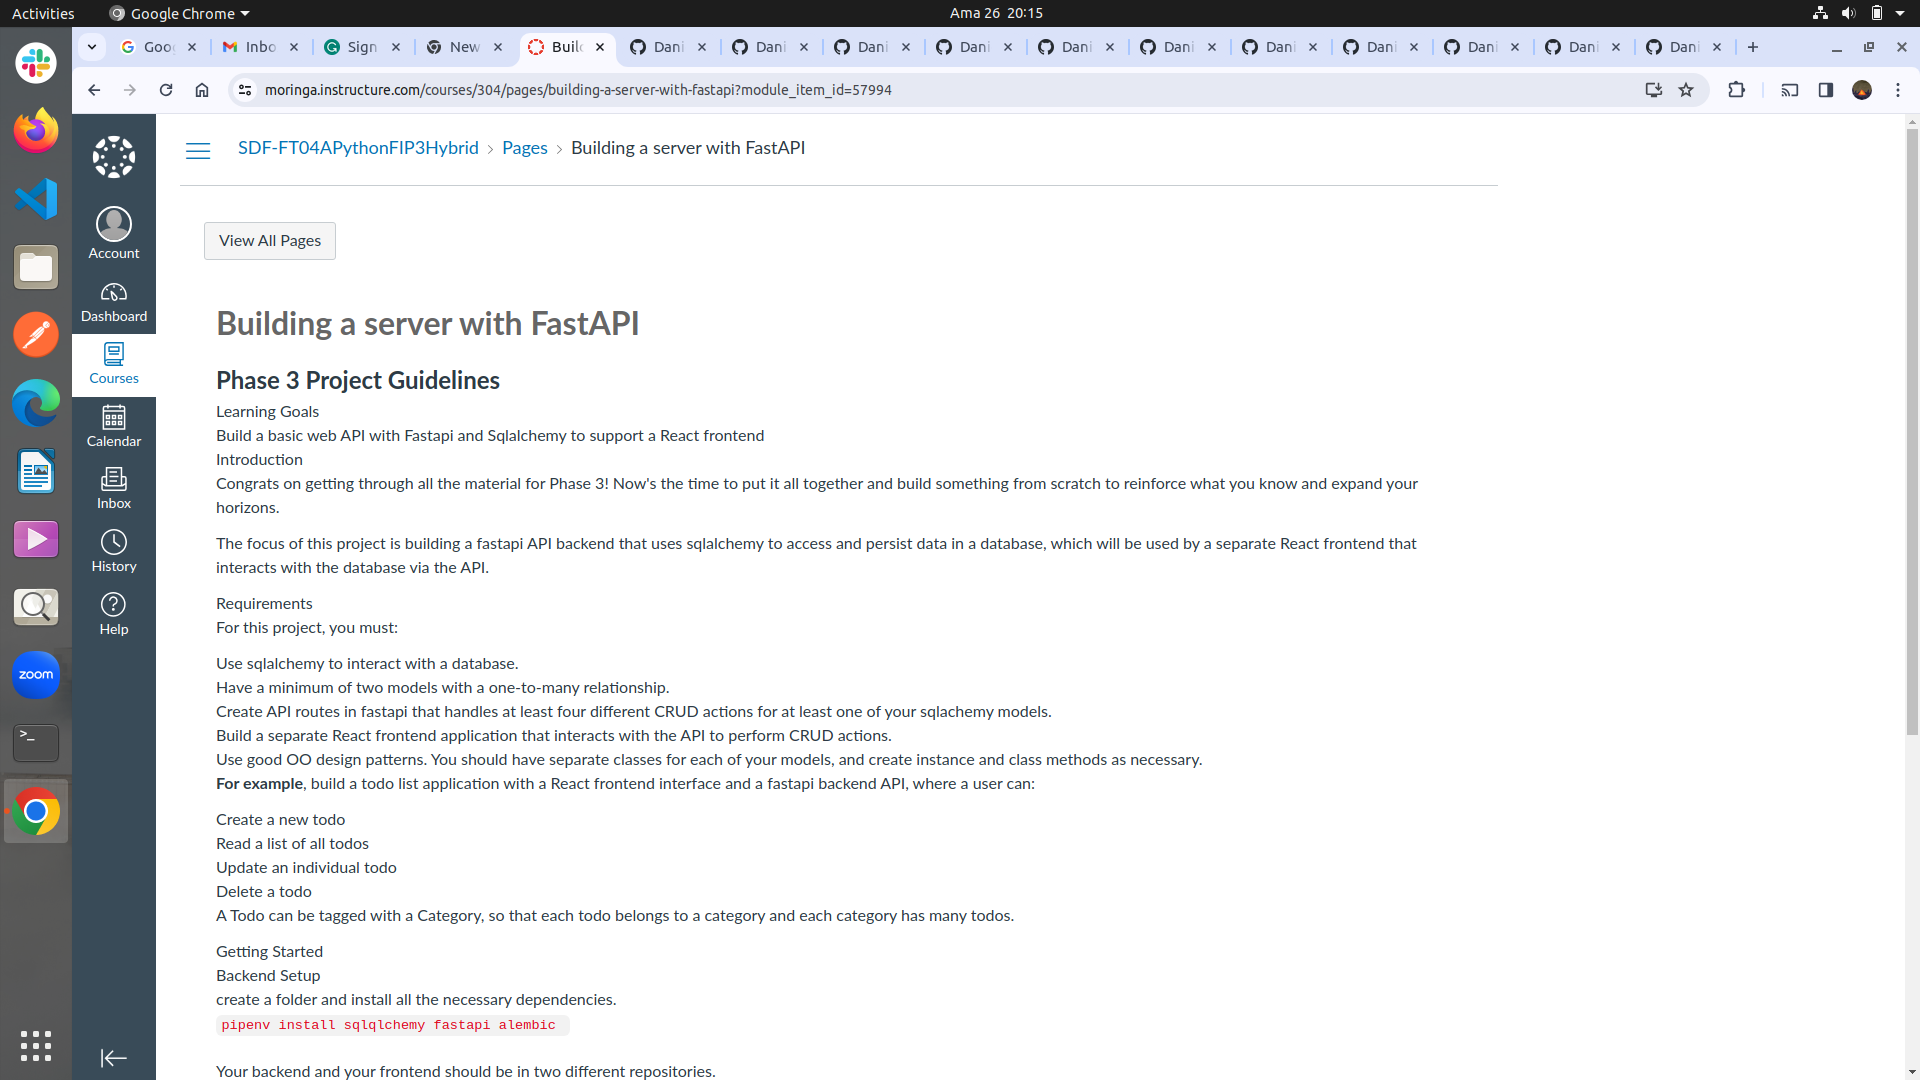 Activities
Google Chrome
Ama 26 20:15
Goog
Inbo
Sign
New
Build
Dani
Dani
Dani
Dani
Dani
Dani
Dani
Dani
Dani
Dani
Dani
moringa.instructure.com/courses/304/pages/building-a-server-with-fastapi?module_item_id=57994
SDF-FT04APythonFIP3Hybrid
Pages
Building a server with FastAPI
Account
Dashboard
Courses
Calendar
Inbox
History
Help
zoom
>_
View All Pages
Building a server with FastAPI
Phase 3 Project Guidelines
Learning Goals
Build a basic web API with Fastapi and Sqlalchemy to support a React frontend
Introduction
Congrats on getting through all the material for Phase 3! Now's the time to put it all together and build something from scratch to reinforce what you know and expand your
horizons.
The focus of this project is building a fastapi API backend that uses sqlalchemy to access and persist data in a database, which will be used by a separate React frontend that
interacts with the database via the API.
Requirements
For this project, you must:
Use sqlalchemy to interact with a database.
Have a minimum of two models with a one-to-many relationship.
Create API routes in fastapi that handles at least four different CRUD actions for at least one of your sqlachemy models.
Build a separate React frontend application that interacts with the API to perform CRUD actions.
Use good OO design patterns. You should have separate classes for each of your models, and create instance and class methods as necessary.
For example, build a todo list application with a React frontend interface and a fastapi backend API, where a user can:
Create a new todo
Read a list of all todos
Update an individual todo
Delete a todo
A Todo can be tagged with a Category, so that each todo belongs to a category and each category has many todos.
Getting Started
Backend Setup
create a folder and install all the necessary dependencies.
pipenv install sqlqlchemy fastapi alembic
Your backend and your frontend should be in two different repositories.